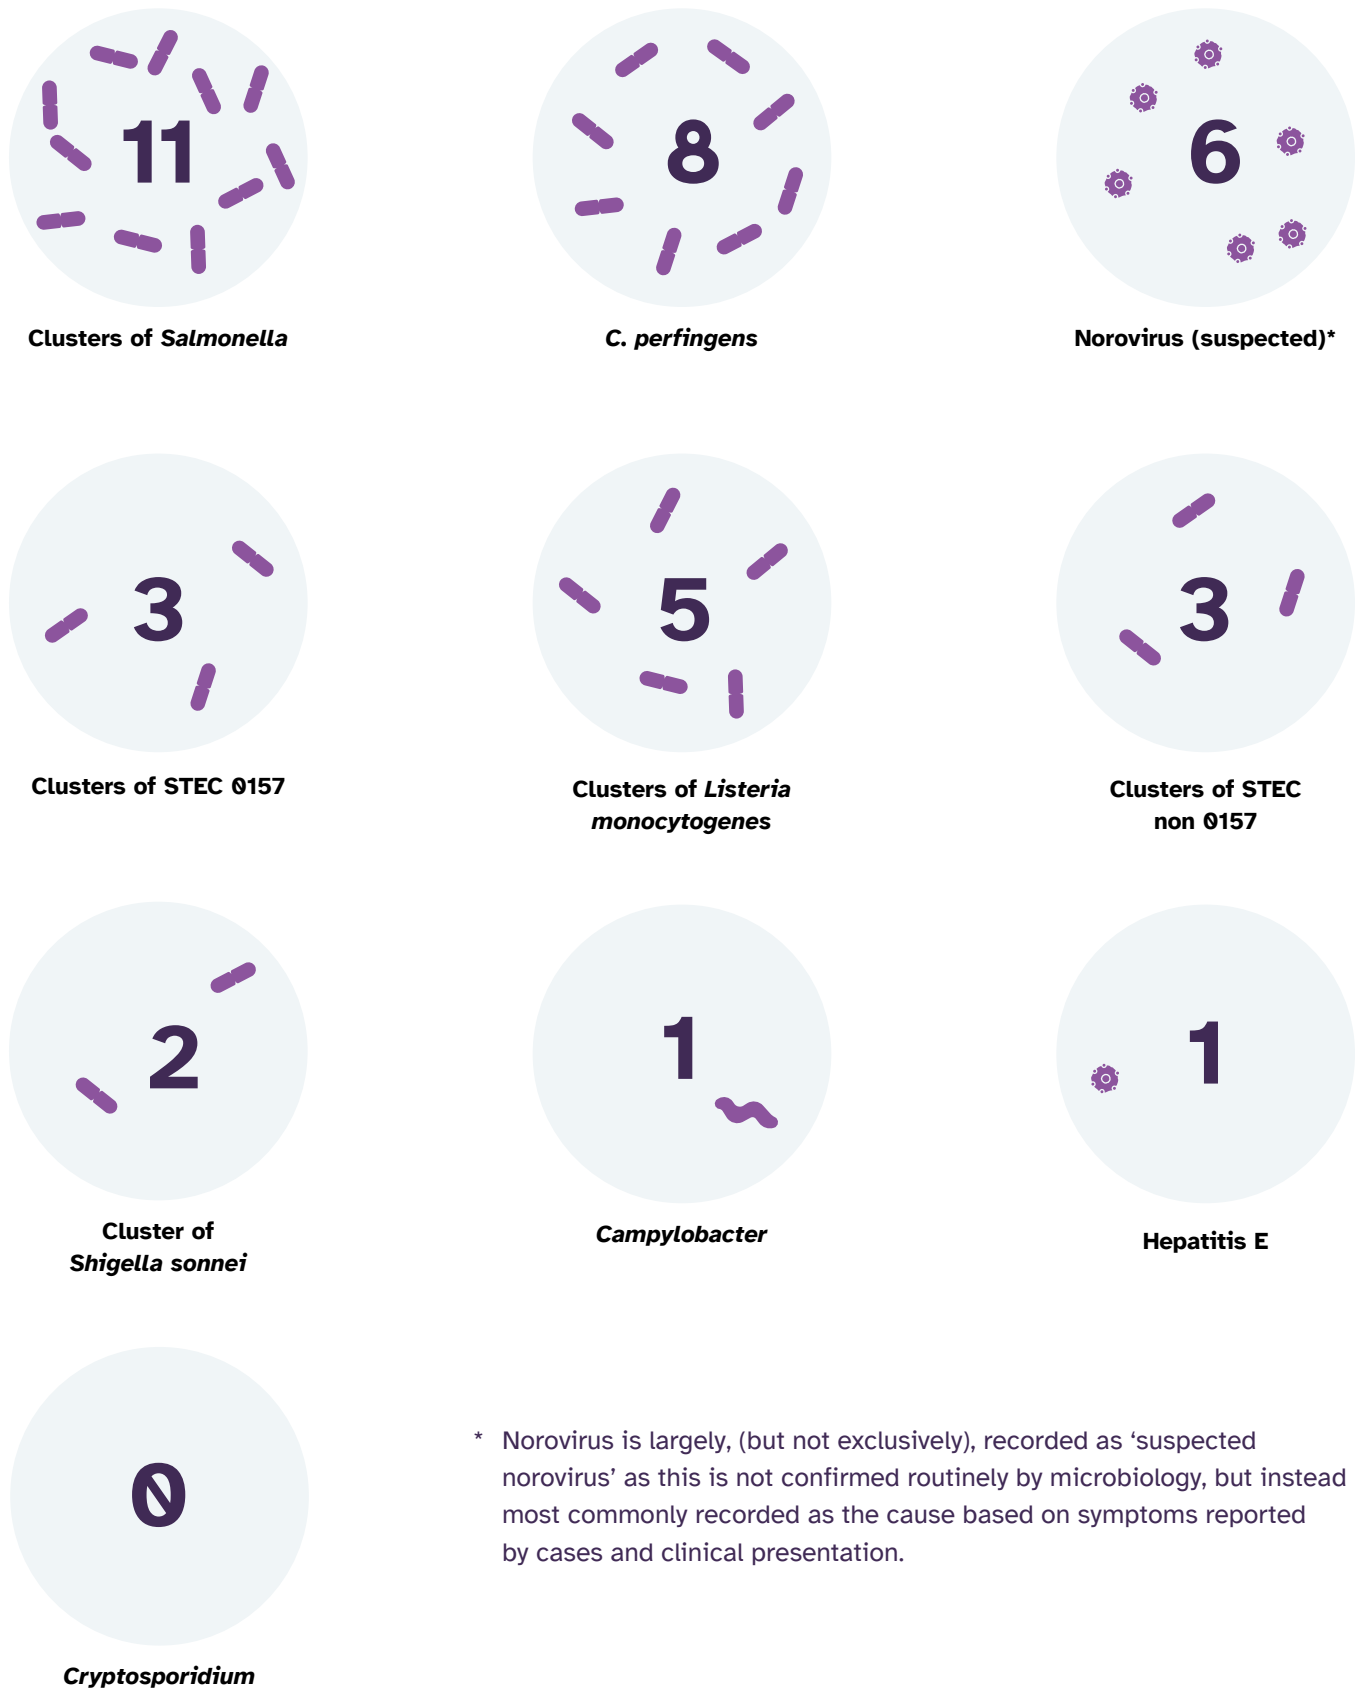 11
Clusters of Salmonella
8
C. perfingens
6
Norovirus (suspected)*
3
Clusters of STEC 0157
5
Clusters of Listeria
monocytogenes
3
Clusters of STEC
non 0157
2
Cluster of
Shigella sonnei
1
Campylobacter
1
Hepatitis E
0
Cryptosporidium
* Norovirus is largely, (but not exclusively), recorded as ‘suspected
norovirus’ as this is not confirmed routinely by microbiology, but instead
most commonly recorded as the cause based on symptoms reported
by cases and clinical presentation.